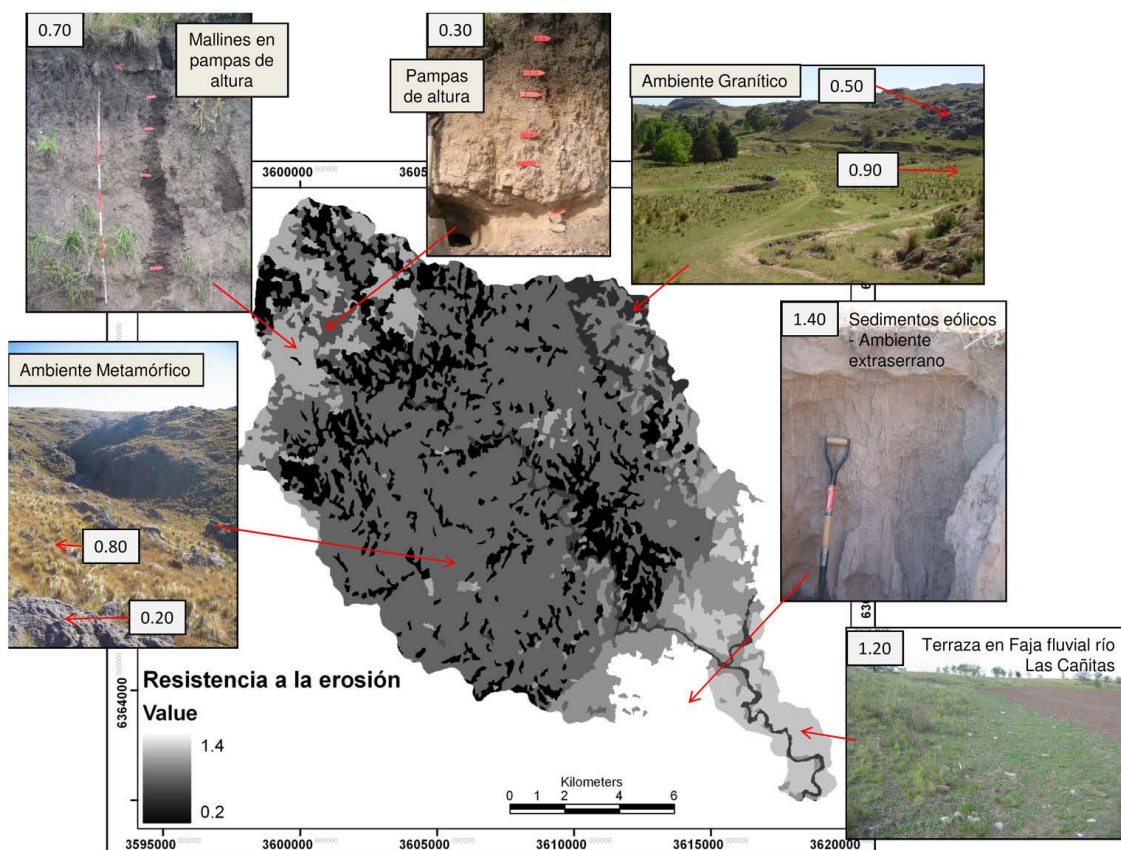 0.70
Mallines en
pampas de
altura
0.30
Pampas
de altura
Ambiente Granítico
0.50
0.90
3600000
1.40
Sedimentos eólicos
- Ambiente
extraserrano
Ambiente Metamórfico
0.80
0.20
1.20
Terraza en Faja fluvial río
Las Cañitas
Resistencia a la erosión
Value
1.4
0.2
6364000
Kilometers
0 1 2 4 6
3595000
3600000
3605000
3610000
3615000
3620000